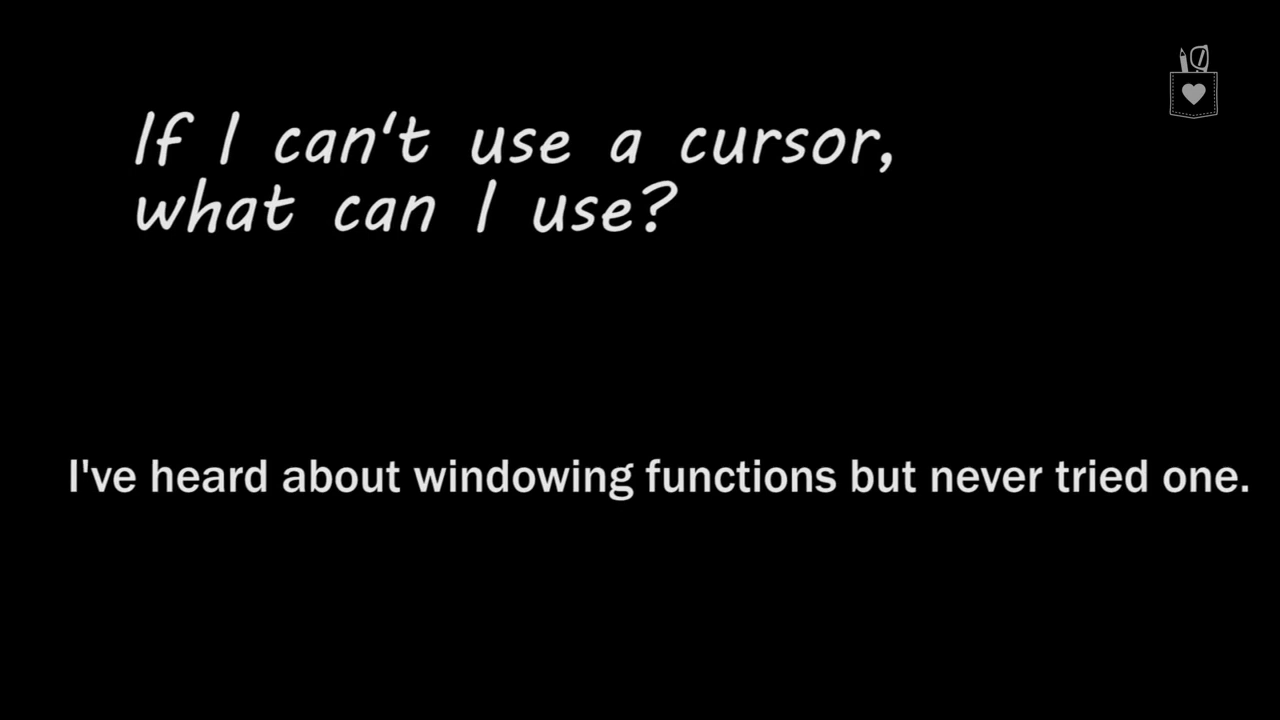 If I can't use a cursor,
what can I use?
I've heard about windowing functions but never tried one.